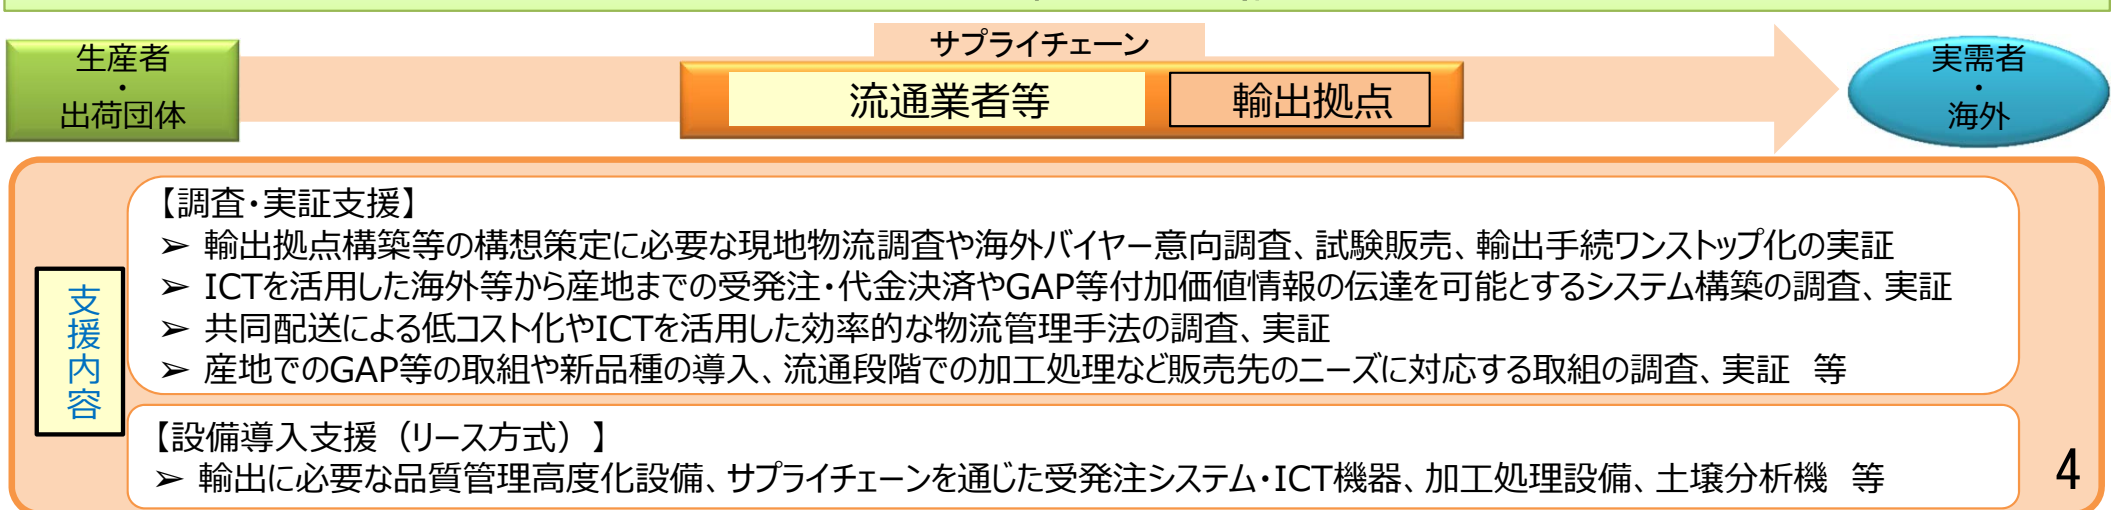 サプライチェーン
生産者
・
出荷団体
流通業者等
輸出拠点
実需者
・
海外
支援内容
【調査・実証支援】
➢ 輸出拠点構築等の構想策定に必要な現地物流調査や海外バイヤー意向調査、試験販売、輸出手続ワンストップ化の実証
➢ ICTを活用した海外等から産地までの受発注・代金決済やGAP等付加価値情報の伝達を可能とするシステム構築の調査、実証
➢ 共同配送による低コスト化やICTを活用した効率的な物流管理手法の調査、実証
➢ 産地でのGAP等の取組や新品種の導入、流通段階での加工処理など販売先のニーズに対応する取組の調査、実証 等
【設備導入支援（リース方式）】
➢ 輸出に必要な品質管理高度化設備、サプライチェーンを通じた受発注システム・ICT機器、加工処理設備、土壌分析機 等
4